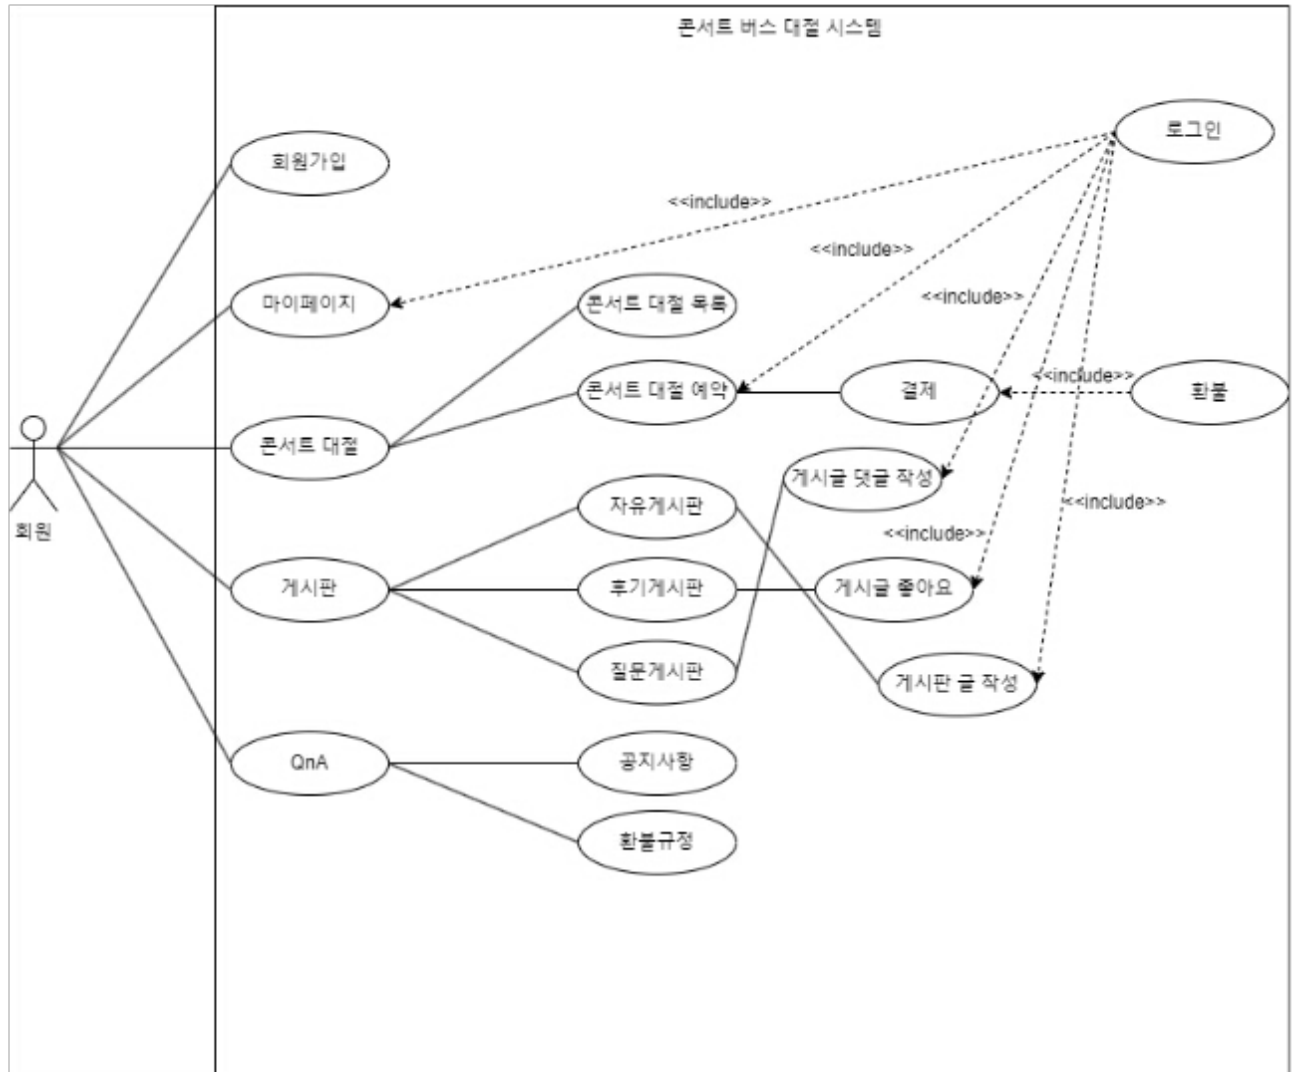 콘서트 버스 대절 시스템
로그인
회원가입
<<include>>
<<include>>
<<include>>
마이페이지
콘서트 대절 목록
콘서트 대절 예약
결제
<<include>>
환불
콘서트 대절
게시글 댓글 작성
자유게시판
<<include>>
회원
<<include>>
게시판
후기게시판
게시글 좋아요
질문게시판
게시판 글 작성
QnA
공지사항
환불규정